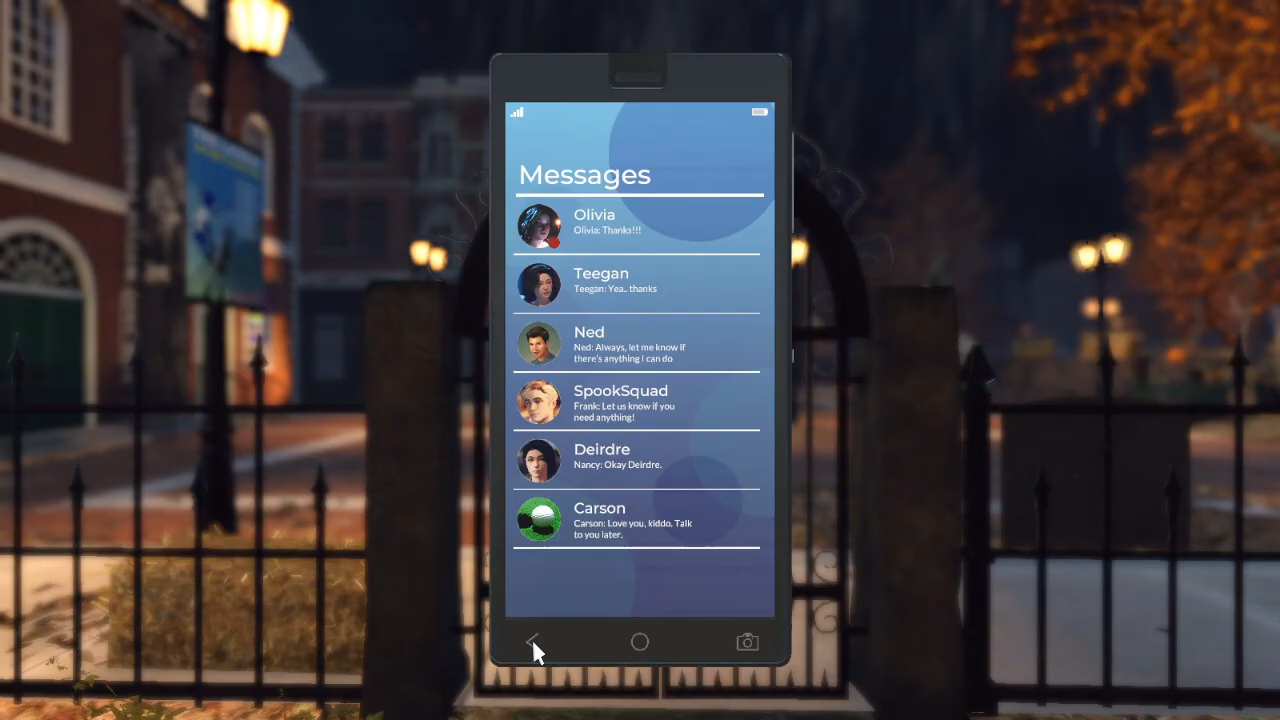 Messages
Olivia
Olivia: Thanks!!!
Teegan
Teegan: Yea.. thanks
Ned
Ned: Always, let me know if
there's anything I can do
SpookSquad
Frank: Let us know if you
need anything!
Deirdre
Nancy: Okay Deirdre.
Carson
Carson: Love you, kiddo. Talk
to you later.